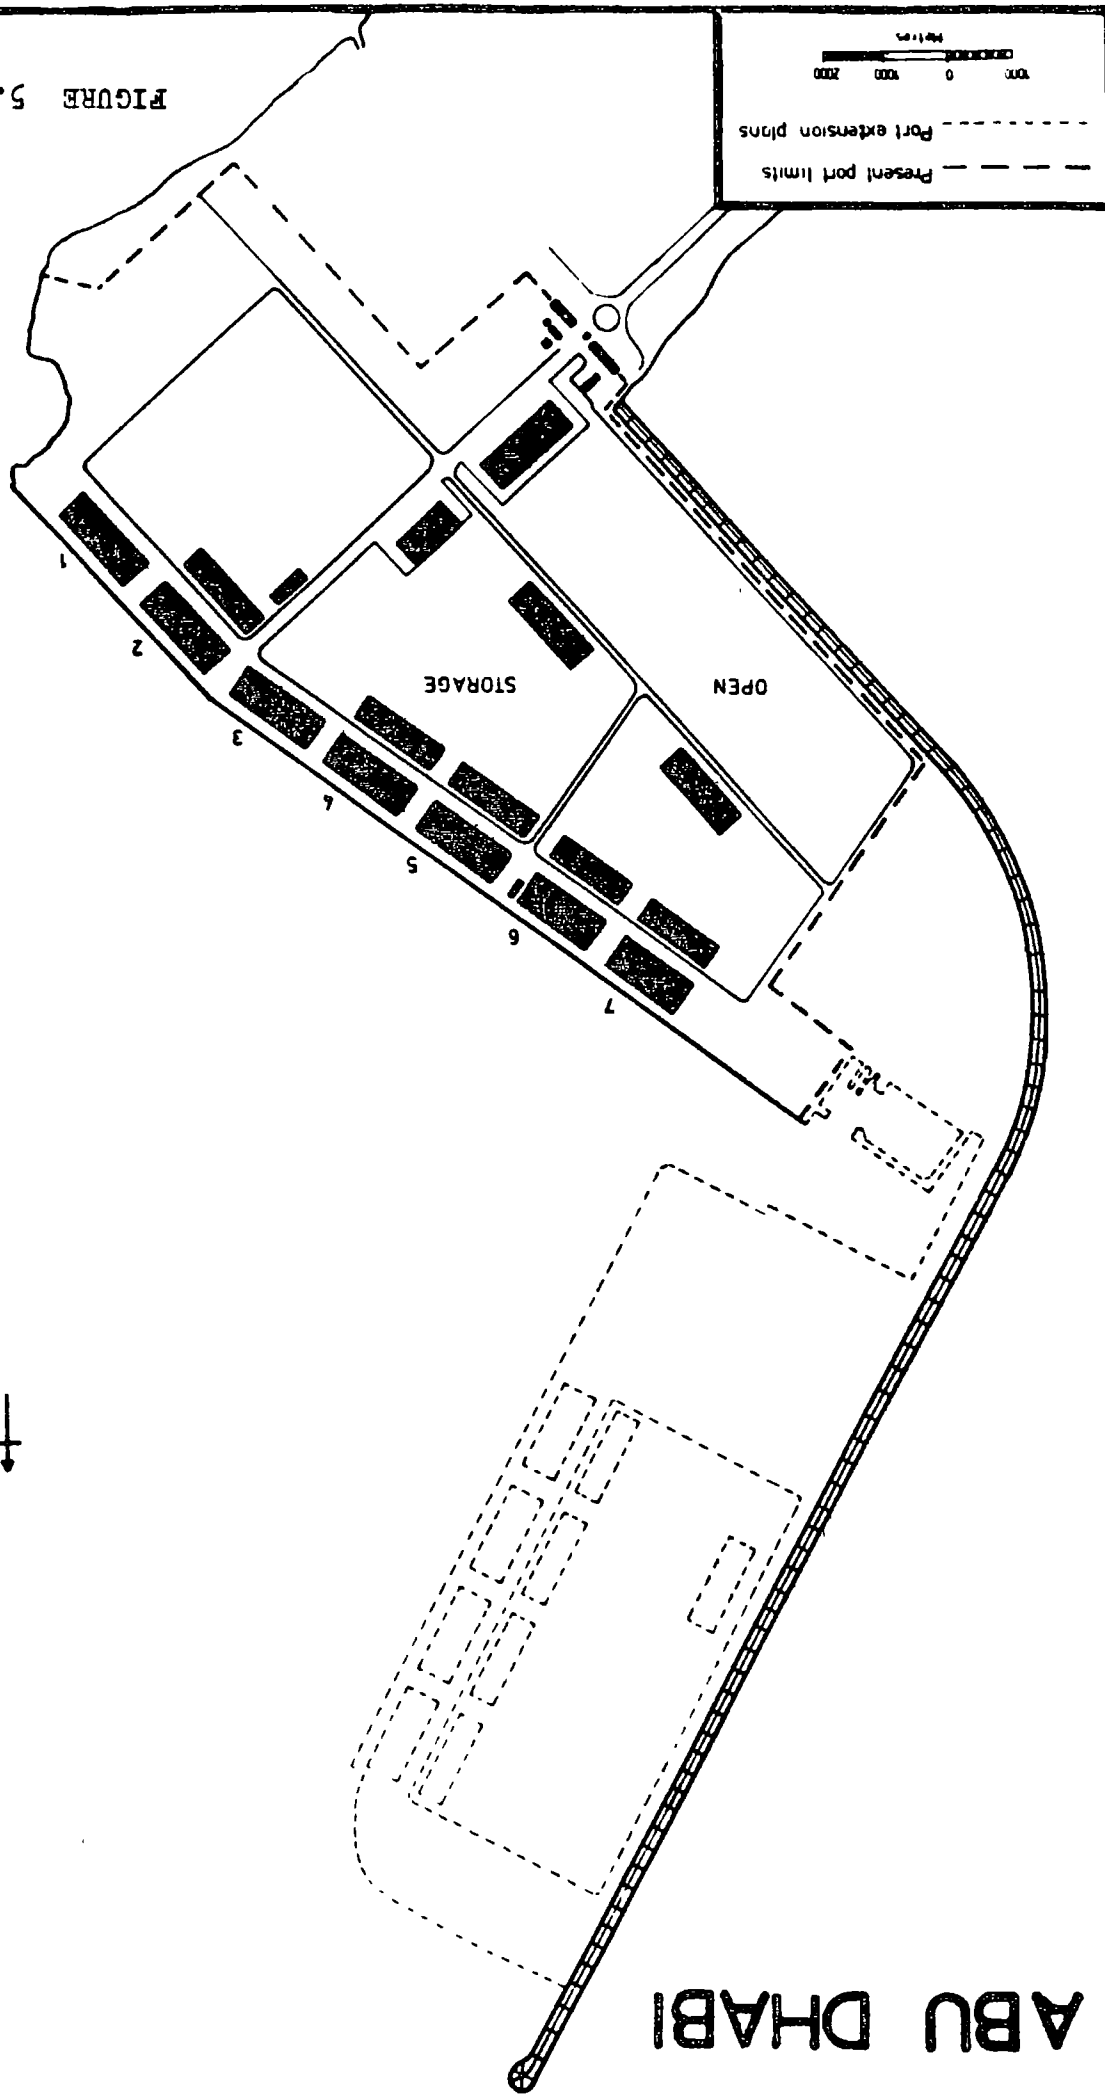 ABU DHABI
7
6
5
4
3
OPEN STORAGE
2
1
Present port limits
Port extension plans
1000 0 1000 2000
Metres
FIGURE 5.